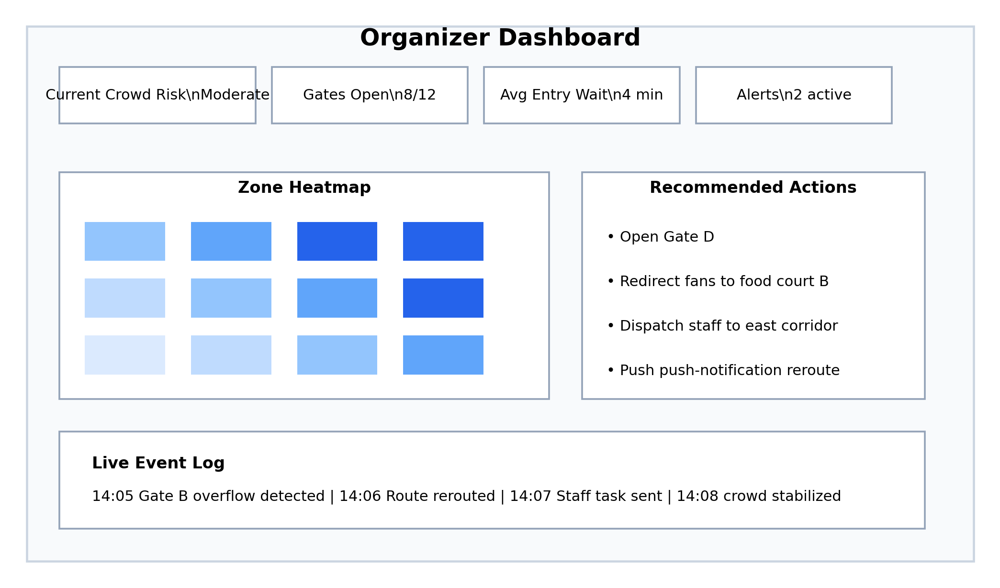 Organizer Dashboard
Current Crowd Risk\nModerate
Gates Open\n8/12
Avg Entry Wait\n4 min
Alerts\n2 active
Zone Heatmap
Recommended Actions
• Open Gate D
• Redirect fans to food court B
• Dispatch staff to east corridor
• Push push-notification reroute
Live Event Log
14:05 Gate B overflow detected | 14:06 Route rerouted | 14:07 Staff task sent | 14:08 crowd stabilized